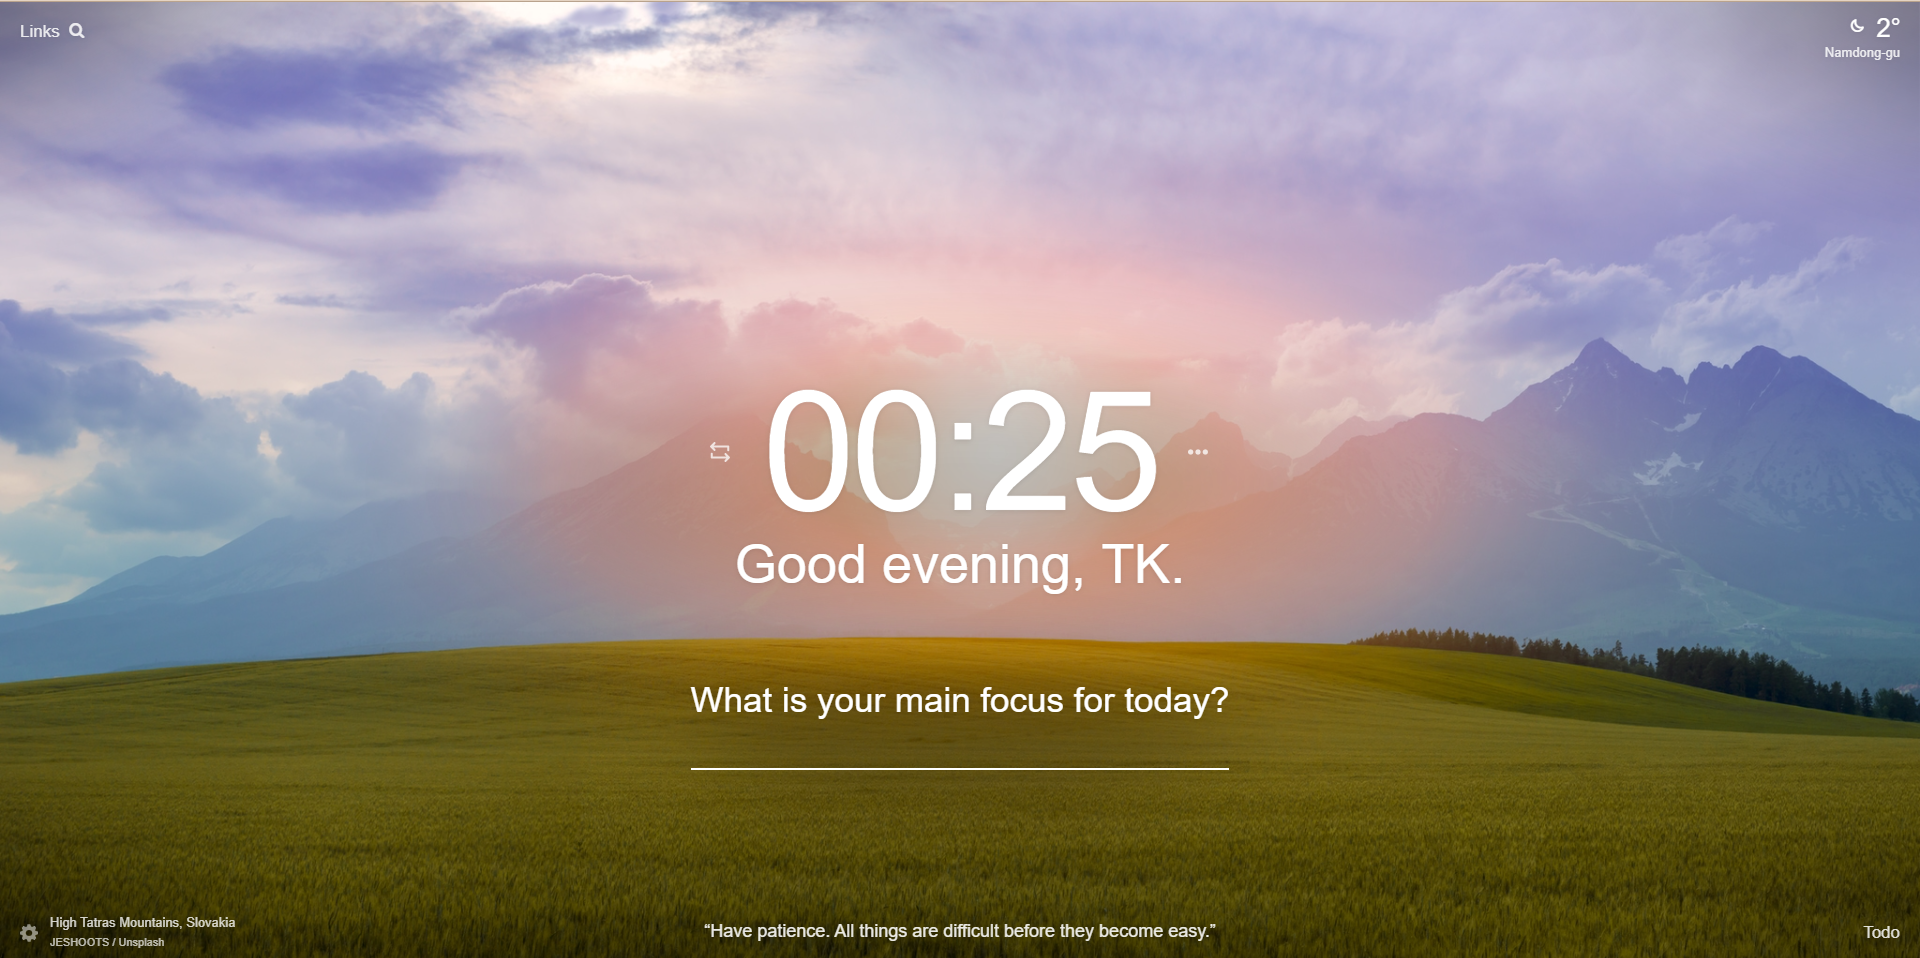 Links
2°
Namdong-gu
00:25
Good evening, TK.
What is your main focus for today?
High Tatras Mountains, Slovakia
JESHOOTS / Unsplash
“Have patience. All things are difficult before they become easy.”
Todo